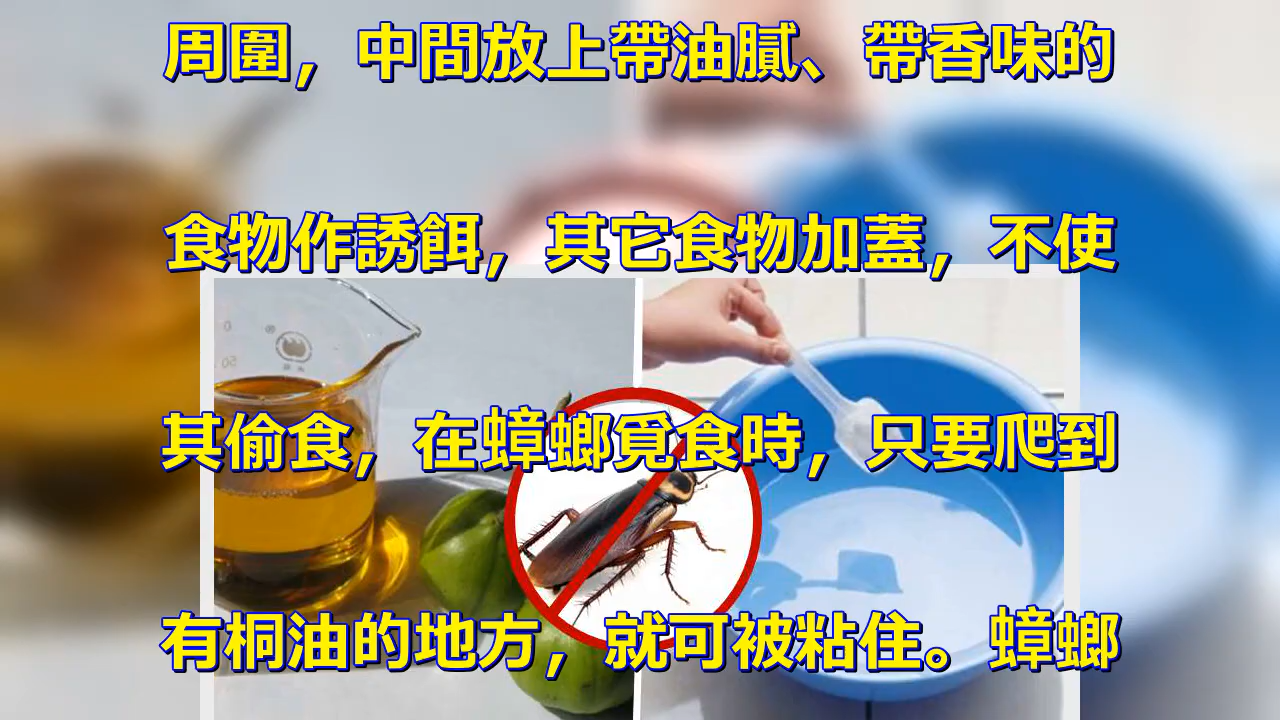 周圍，中間放上帶油膩、帶香味的
食物作誘餌，其它食物加蓋，不使
其偷食，在蟑螂覓食時，只要爬到
有桐油的地方，就可被粘住。蟑螂